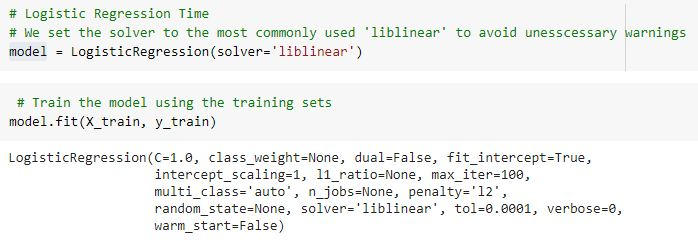 # Logistic Regression Time
# We set the solver to the most commonly used 'liblinear' to avoid unesscessary warnings
model = LogisticRegression(solver='liblinear')
# Train the model using the training sets
model.fit(X_train, y_train)
LogisticRegression(C=1.0, class_weight=None, dual=False, fit_intercept=True,
intercept_scaling=1, l1_ratio=None, max_iter=100,
multi_class='auto', n_jobs=None, penalty='l2',
random_state=None, solver='liblinear', tol=0.0001, verbose=0,
warm_start=False)